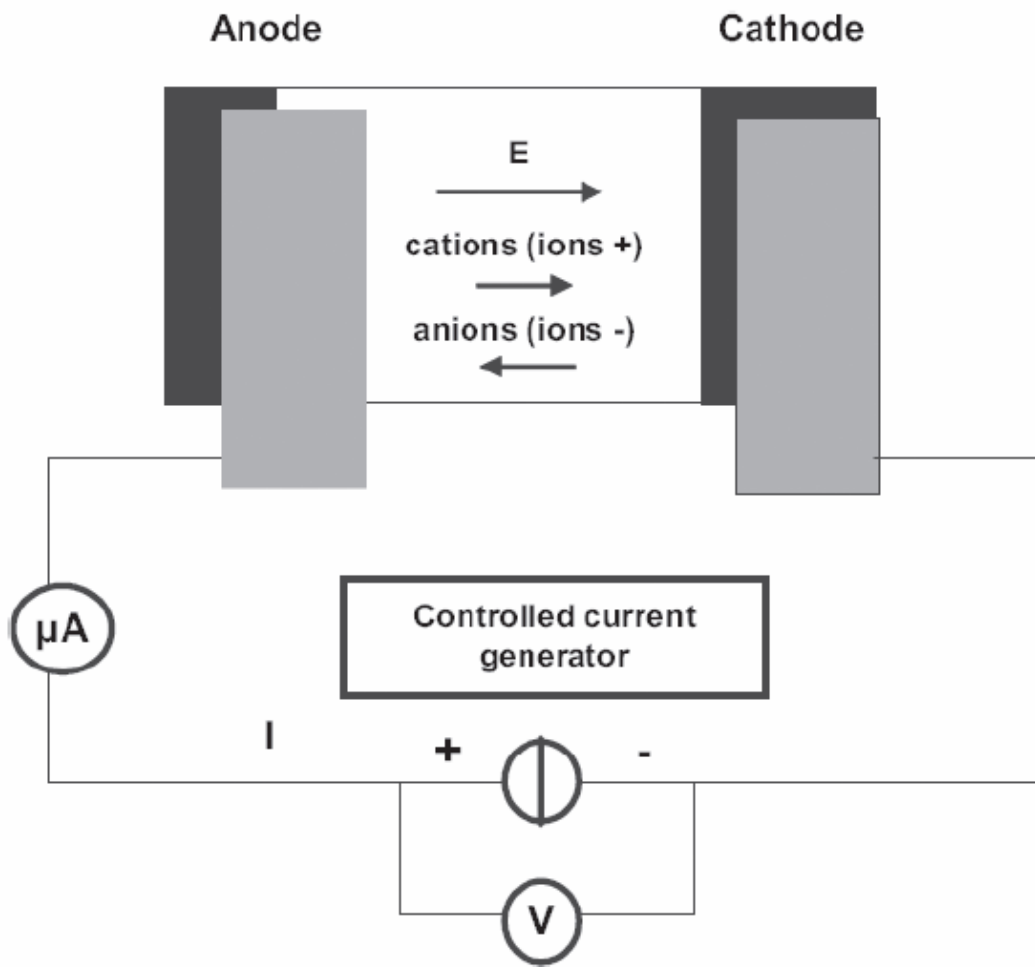 Anode
Cathode
E
cations (ions +)
anions (ions -)
µA
Controlled current
generator
I
+
-
V